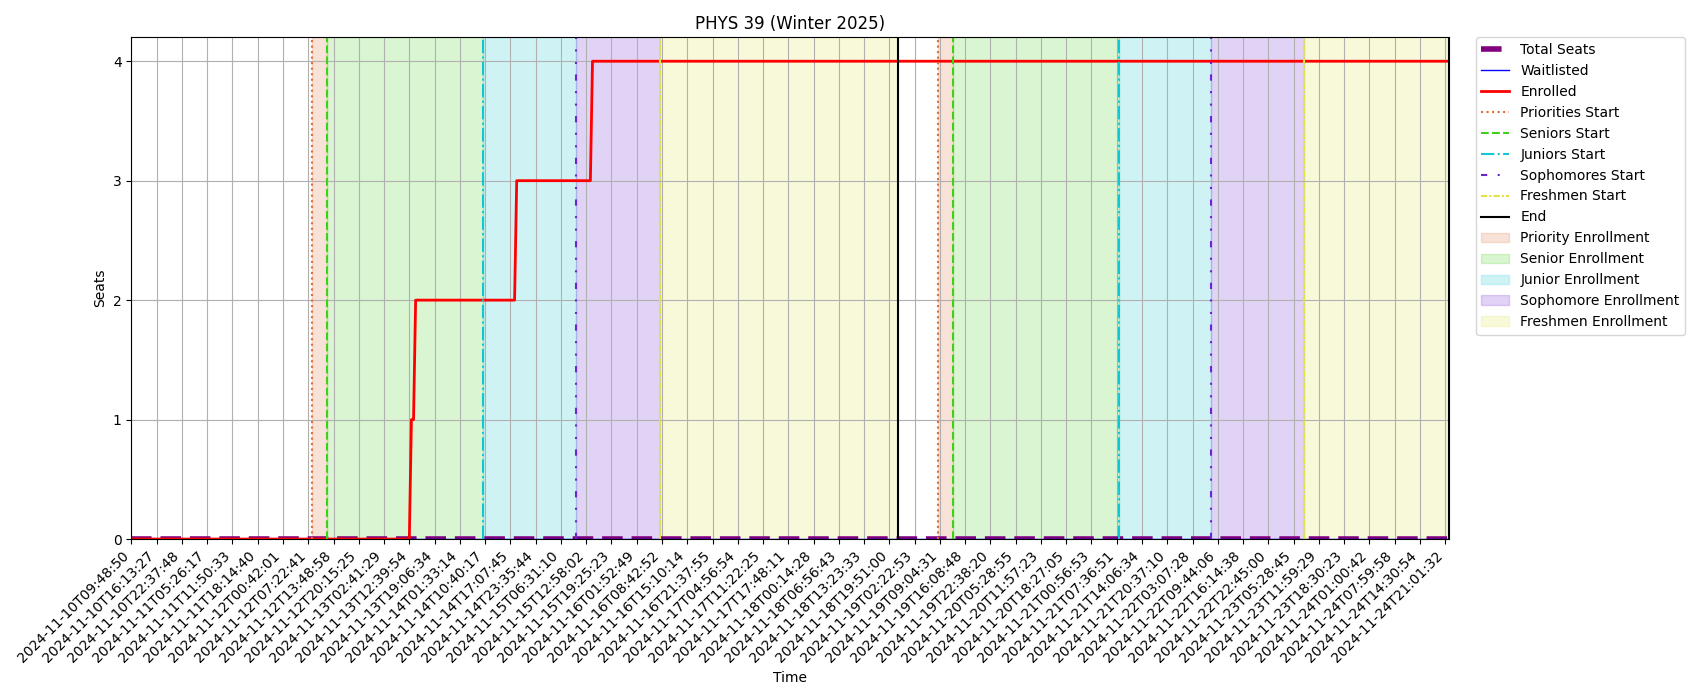 PHYS 39 (Winter 2025)
Seats
4
3
2
1
0
2024-11-10T09:48:50
2024-11-10T16:13:27
2024-11-10T22:37:48
2024-11-11T05:26:17
2024-11-11T11:50:33
2024-11-11T18:14:40
2024-11-12T00:42:01
2024-11-12T07:22:41
2024-11-12T13:48:58
2024-11-12T20:15:25
2024-11-13T02:41:29
2024-11-13T12:39:54
2024-11-13T19:06:34
2024-11-14T01:33:14
2024-11-14T10:40:17
2024-11-14T17:07:45
2024-11-14T23:35:44
2024-11-15T06:31:10
2024-11-15T12:58:02
2024-11-15T19:25:23
2024-11-16T01:52:49
2024-11-16T08:42:52
2024-11-16T15:10:14
2024-11-16T21:37:55
2024-11-17T04:56:54
2024-11-17T11:22:25
2024-11-17T17:48:11
2024-11-18T00:14:28
2024-11-18T06:56:43
2024-11-18T13:23:33
2024-11-18T19:51:00
2024-11-19T02:22:53
2024-11-19T09:04:31
2024-11-19T16:08:48
2024-11-19T22:38:20
2024-11-20T05:28:55
2024-11-20T11:57:23
2024-11-20T18:27:05
2024-11-21T00:56:53
2024-11-21T07:36:51
2024-11-21T14:06:34
2024-11-21T20:37:10
2024-11-22T03:07:28
2024-11-22T09:44:06
2024-11-22T16:14:38
2024-11-22T22:45:00
2024-11-23T05:28:45
2024-11-23T11:59:29
2024-11-23T18:30:23
2024-11-24T01:00:42
2024-11-24T07:59:58
2024-11-24T14:30:54
2024-11-24T21:01:32
Time
Total Seats
Waitlisted
Enrolled
Priorities Start
Seniors Start
Juniors Start
Sophomores Start
Freshmen Start
End
Priority Enrollment
Senior Enrollment
Junior Enrollment
Sophomore Enrollment
Freshmen Enrollment